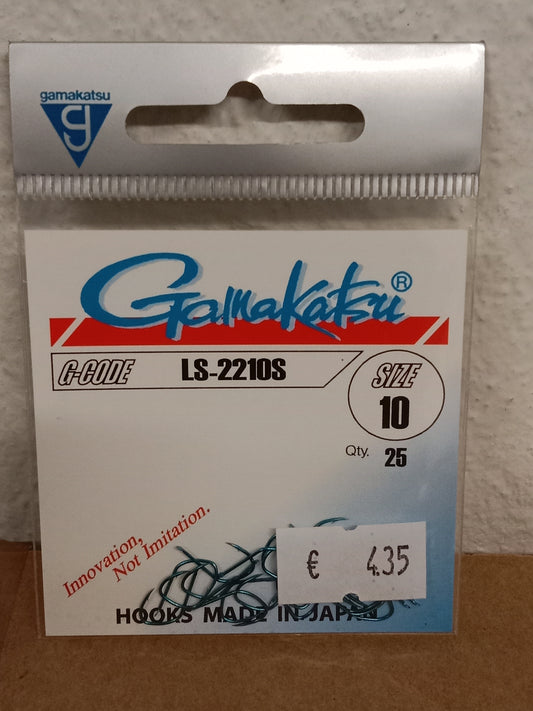 gamakatsu
g
Gamakatsu®
G-CODE LS-2210S
SIZE
10
Qty. 25
Innovation,
Not Imitation.
€ 4.35
HOOKS MADE IN JAPAN